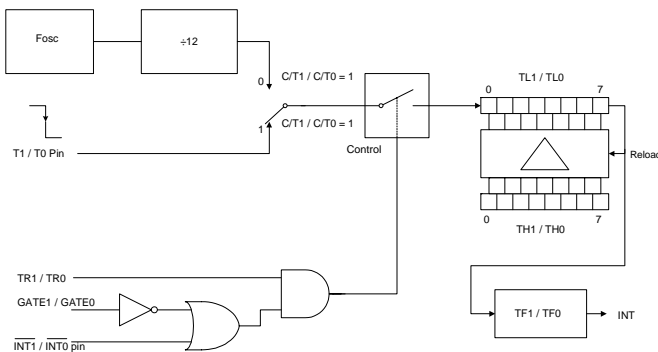 Fosc
÷12
C/T1 / C/T0 = 1
0
1
C/T1 / C/T0 = 1
T1 / T0 Pin
Control
TL1 / TL0
0 7
Reload
0 7
TH1 / TH0
TR1 / TR0
GATE1 / GATE0
INT1 / INT0 pin
TF1 / TF0
INT